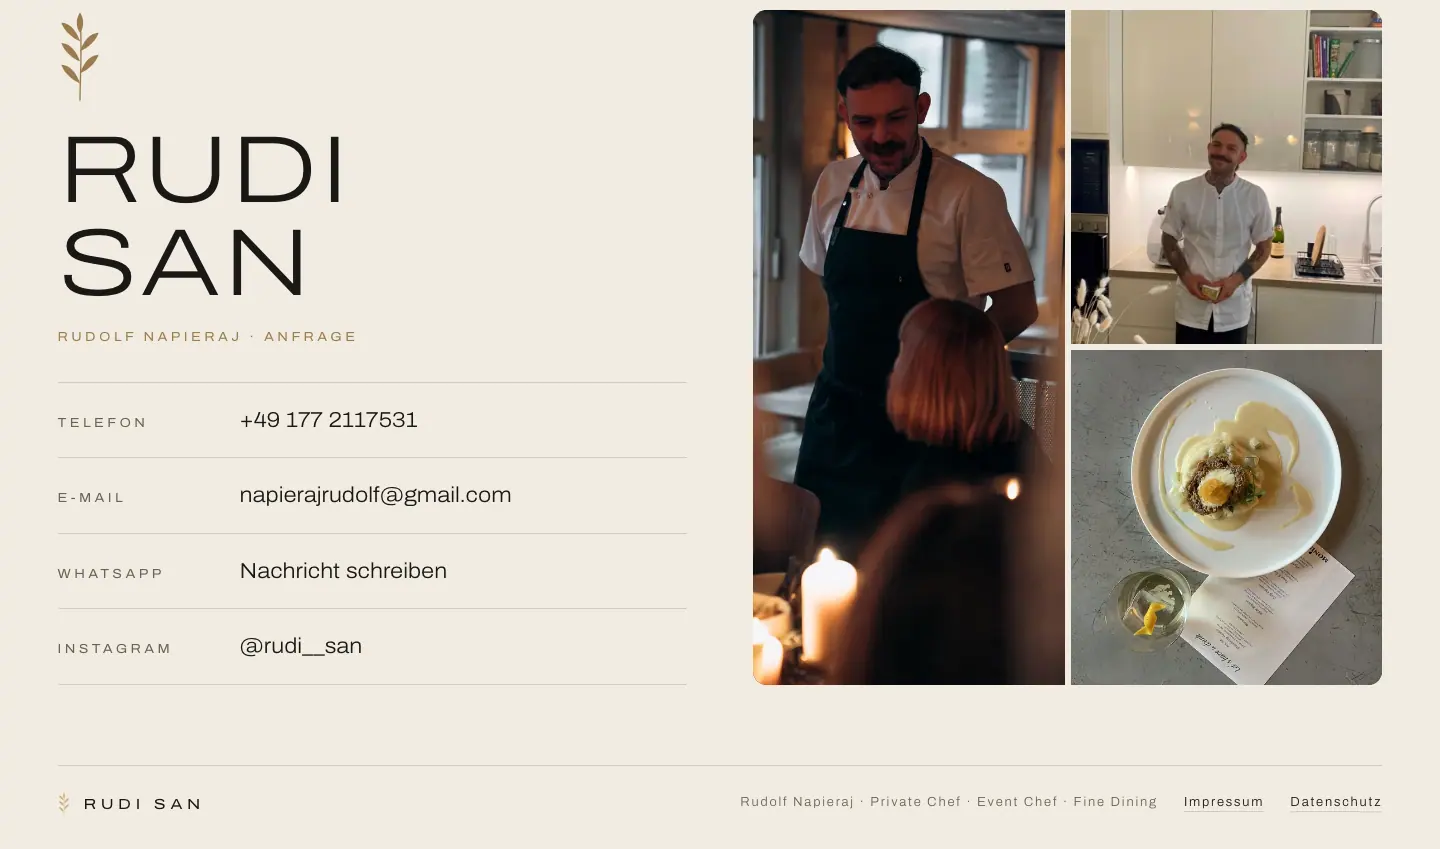 RUDI
SAN
RUDOLF NAPIERAJ · ANFRAGE
TELEFON +49 177 2117531
E-MAIL napierajrudolf@gmail.com
WHATSAPP Nachricht schreiben
INSTAGRAM @rudi__san
RUDI SAN
Rudolf Napieraj · Private Chef · Event Chef · Fine Dining Impressum Datenschutz